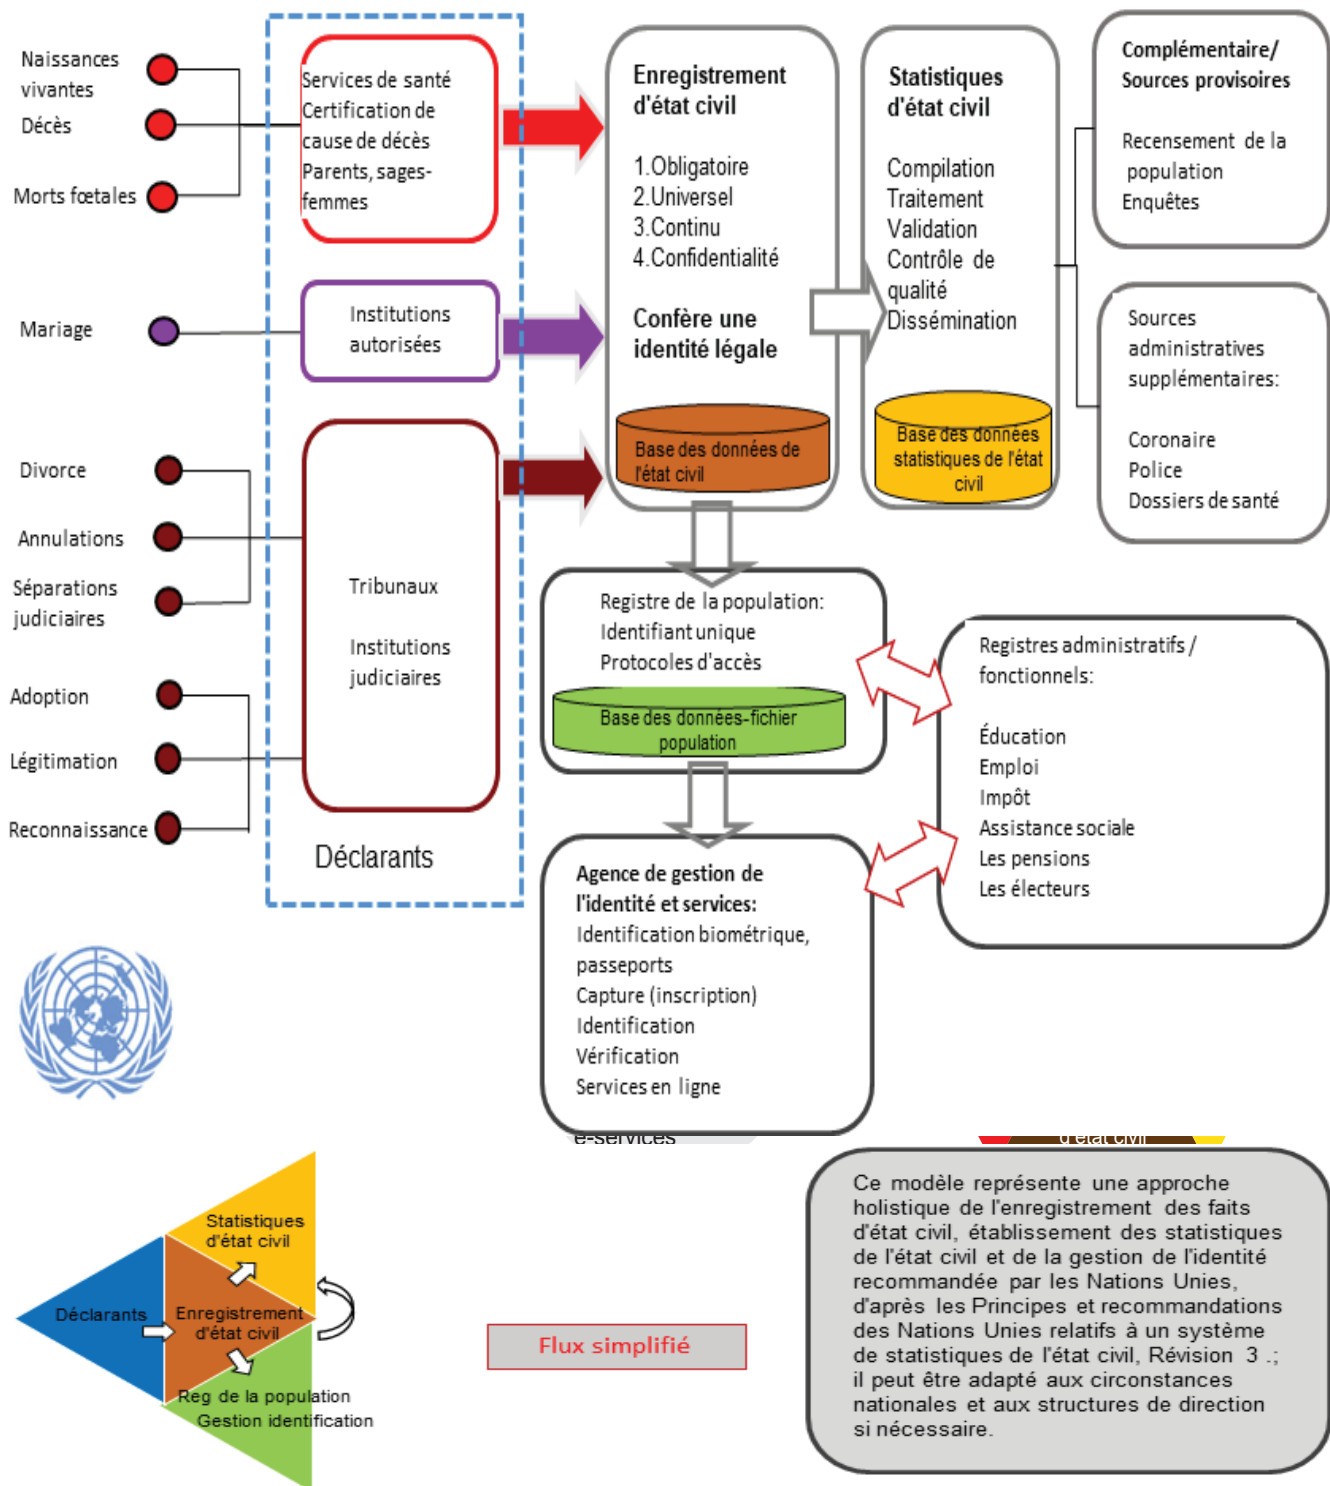 Naissances
vivantes
Décès
Morts fœtales
Mariage
Divorce
Annulations
Séparations
judiciaires
Adoption
Légitimation
Reconnaissance
Services de santé
Certification de
cause de décès
Parents, sages-
femmes
Institutions
autorisées
Tribunaux
Institutions
judiciaires
Déclarants
Enregistrement
d'état civil
1.Obligatoire
2.Universel
3.Continu
4.Confidentialité
Confère une
identité légale
Base des données de
l'état civil
Statistiques
d'état civil
Compilation
Traitement
Validation
Contrôle de
qualité
Dissémination
Base des données
statistiques de l'état
civil
Complémentaire/
Sources provisoires
Recensement de la
population
Enquêtes
Sources
administratives
supplémentaires:
Coronaire
Police
Dossiers de santé
Registre de la population:
Identifiant unique
Protocoles d'accès
Base des données-fichier
population
Registres administratifs /
fonctionnels:
Éducation
Emploi
Impôt
Assistance sociale
Les pensions
Les électeurs
Agence de gestion de
l'identité et services:
Identification biométrique,
passeports
Capture (inscription)
Identification
Vérification
Services en ligne
e-services
d'état civil
Statistiques
d'état civil
Déclarants
Enregistrement
d'état civil
Reg de la population
Gestion identification
Flux simplifié
Ce modèle représente une approche
holistique de l'enregistrement des faits
d'état civil, établissement des statistiques
de l'état civil et de la gestion de l'identité
recommandée par les Nations Unies,
d'après les Principes et recommandations
des Nations Unies relatifs à un système
de statistiques de l'état civil, Révision 3 .;
il peut être adapté aux circonstances
nationales et aux structures de direction
si nécessaire.